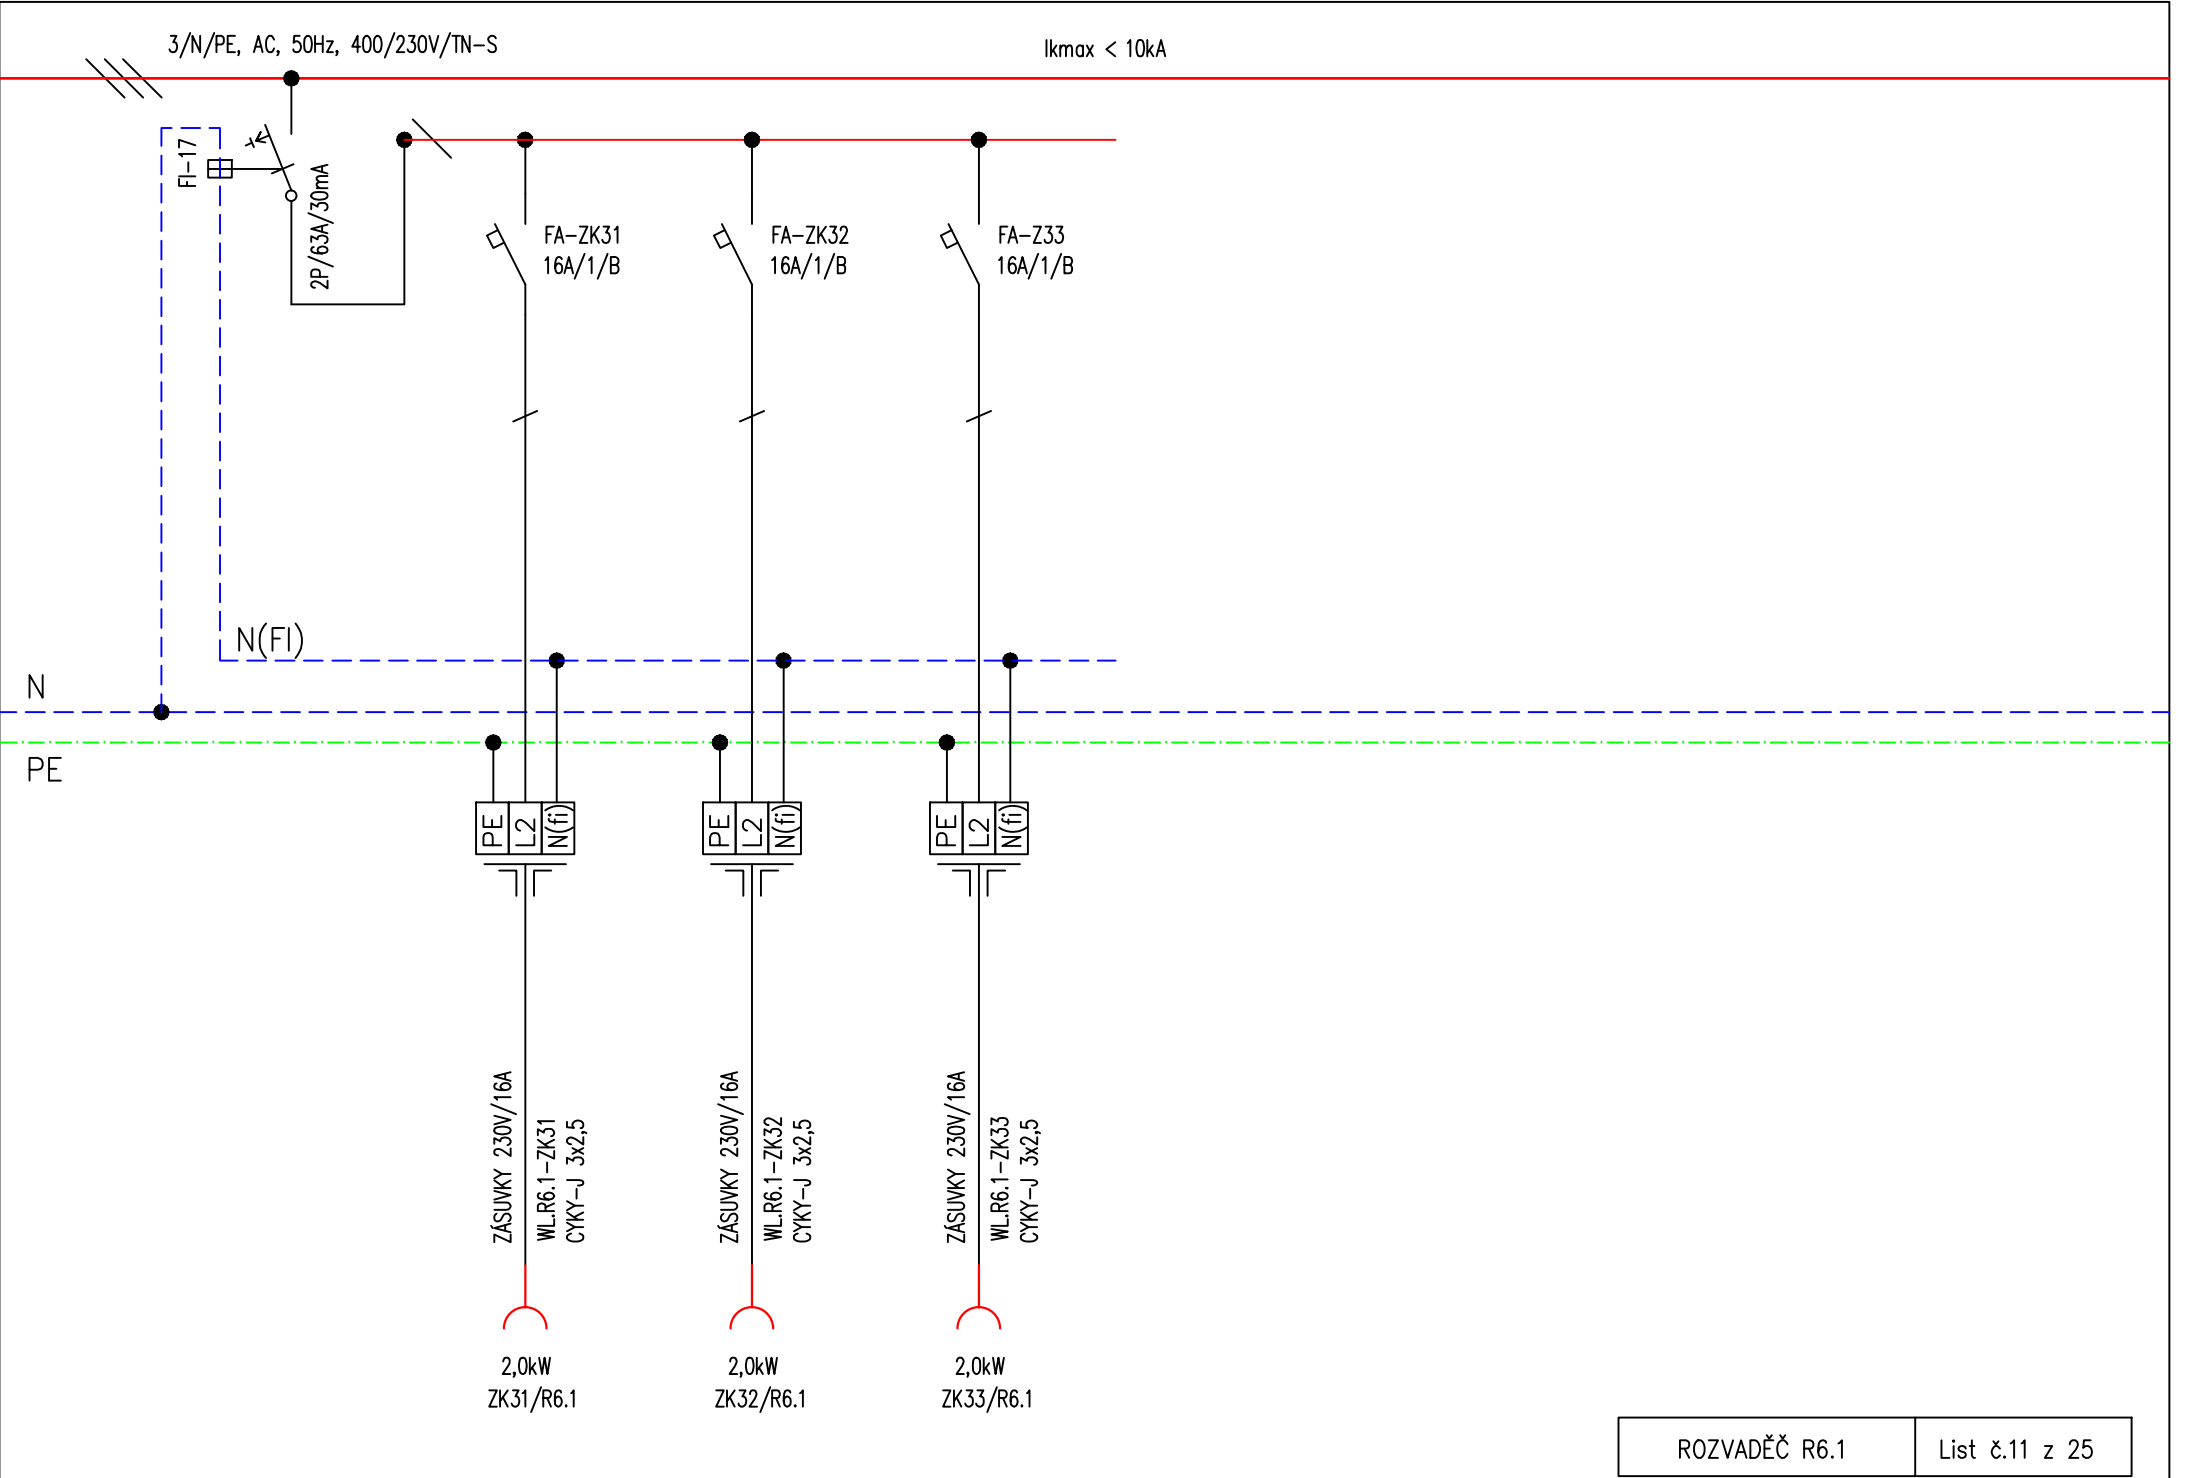 3/N/PE, AC, 50Hz, 400/230V/TN-S
Ikmax < 10kA
FI-17
2P/63A/30mA
FA-ZK31
16A/1/B
FA-ZK32
16A/1/B
FA-Z33
16A/1/B
N(FI)
N
PE
PE
L2
N(fi)
PE
L2
N(fi)
PE
L2
N(fi)
ZÁSUVKY 230V/16A
WL.R6.1-ZK31
CYKY-J 3x2,5
ZÁSUVKY 230V/16A
WL.R6.1-ZK32
CYKY-J 3x2,5
ZÁSUVKY 230V/16A
WL.R6.1-ZK33
CYKY-J 3x2,5
2,0kW
ZK31/R6.1
2,0kW
ZK32/R6.1
2,0kW
ZK33/R6.1
ROZVADĚČ R6.1
List č.11 z 25